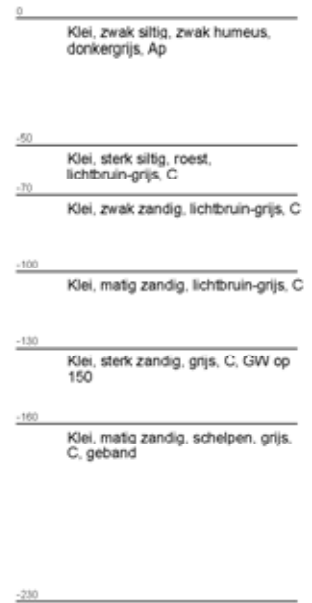 0
Klei, zwak siltig, zwak humeus,
donkergrijs, Ap
-50
Klei, sterk siltig, roest,
lichtbruin-grijs, C
-70
Klei, zwak zandig, lichtbruin-grijs, C
-100
Klei, matig zandig, lichtbruin-grijs, C
-130
Klei, sterk zandig, grijs, C, GW op
150
-160
Klei, matig zandig, schelpen, grijs,
C, geband
-230